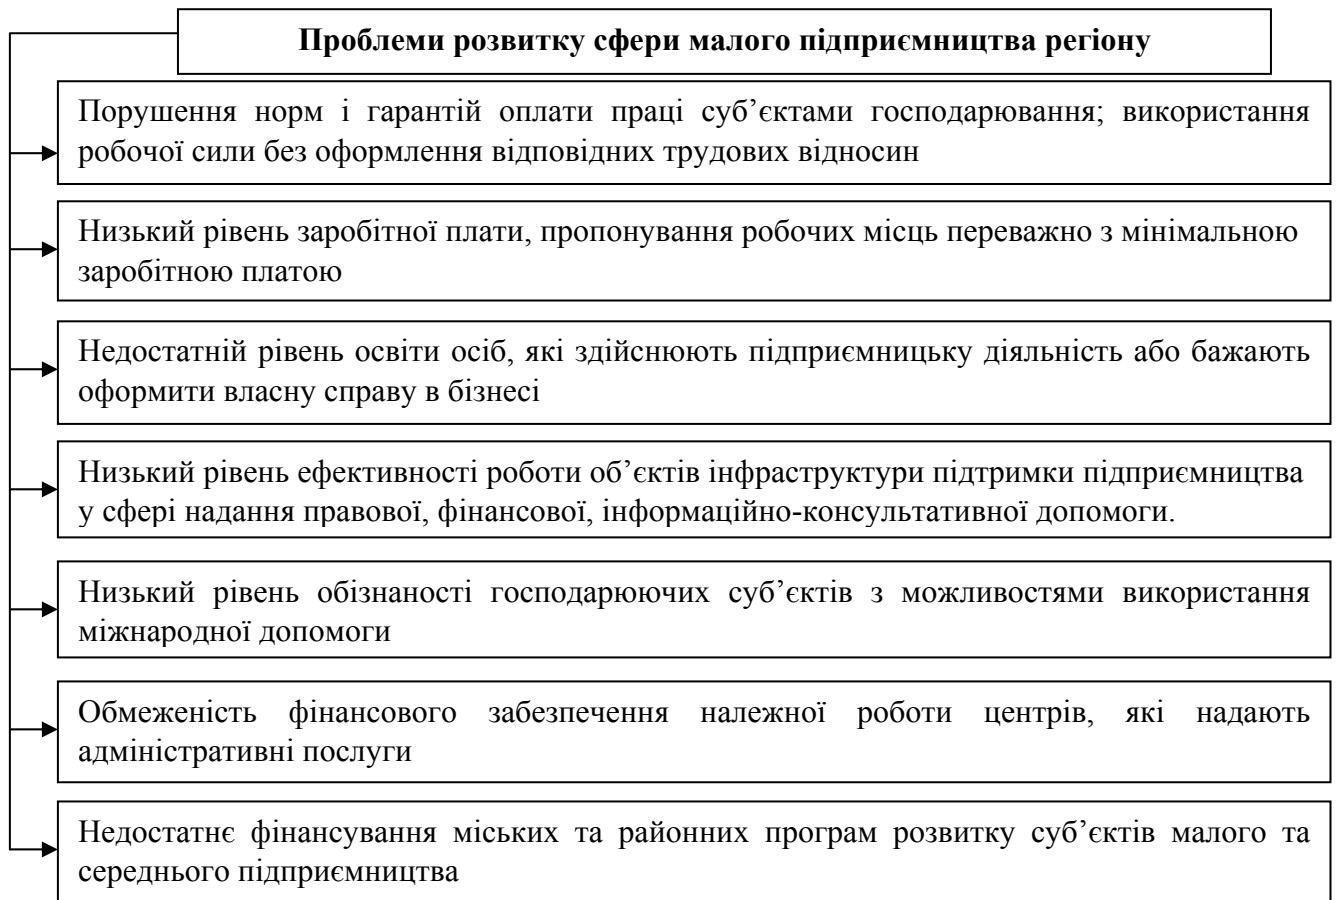 Проблеми розвитку сфери малого підприємництва регіону
Порушення норм і гарантій оплати праці суб’єктами господарювання; використання
робочої сили без оформлення відповідних трудових відносин
Низький рівень заробітної плати, пропонування робочих місць переважно з мінімальною
заробітною платою
Недостатній рівень освіти осіб, які здійснюють підприємницьку діяльність або бажають
оформити власну справу в бізнесі
Низький рівень ефективності роботи об’єктів інфраструктури підтримки підприємництва
у сфері надання правової, фінансової, інформаційно-консультативної допомоги.
Низький рівень обізнаності господарюючих суб’єктів з можливостями використання
міжнародної допомоги
Обмеженість фінансового забезпечення належної роботи центрів, які надають
адміністративні послуги
Недостатнє фінансування міських та районних програм розвитку суб’єктів малого та
середнього підприємництва